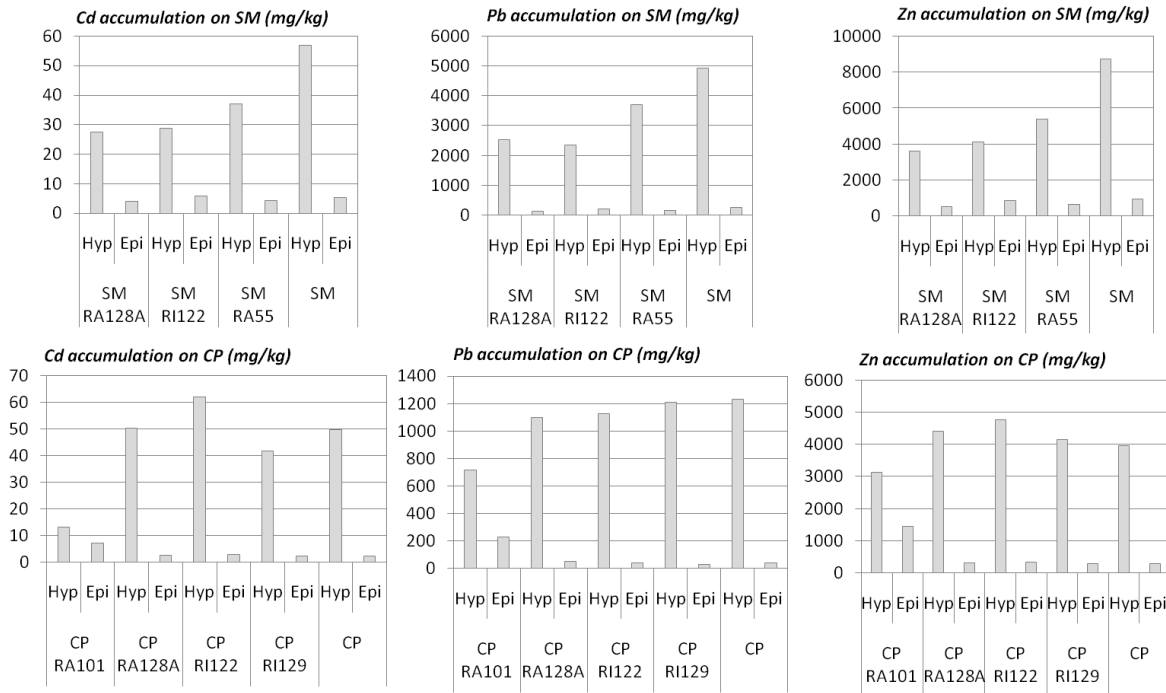 Cd accumulation on SM (mg/kg)
60
50
40
30
20
10
0
Hyp Epi Hyp Epi Hyp Epi Hyp Epi
SM SM SM SM
RA128A RI122 RA55
Pb accumulation on SM (mg/kg)
6000
5000
4000
3000
2000
1000
0
Hyp Epi Hyp Epi Hyp Epi Hyp Epi
SM SM SM SM
RA128A RI122 RA55
Zn accumulation on SM (mg/kg)
10000
8000
6000
4000
2000
0
Hyp Epi Hyp Epi Hyp Epi Hyp Epi
SM SM SM SM
RA128A RI122 RA55
Cd accumulation on CP (mg/kg)
70
60
50
40
30
20
10
0
Hyp Epi Hyp Epi Hyp Epi Hyp Epi Hyp Epi
CP CP CP CP CP
RA101 RA128A RI122 RI129
Pb accumulation on CP (mg/kg)
1400
1200
1000
800
600
400
200
0
Hyp Epi Hyp Epi Hyp Epi Hyp Epi Hyp Epi
CP CP CP CP CP
RA101 RA128A RI122 RI129
Zn accumulation on CP (mg/kg)
6000
5000
4000
3000
2000
1000
0
Hyp Epi Hyp Epi Hyp Epi Hyp Epi Hyp Epi
CP CP CP CP CP
RA101 RA128A RI122 RI129